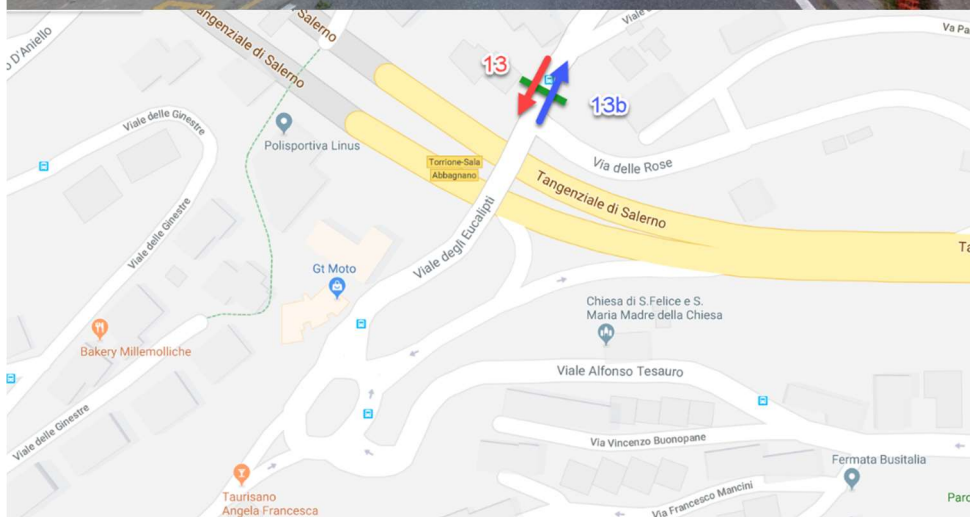 Tangenziale di Salerno
Salerno
Viale
Va Pa
o D'Aniello
13
13b
Viale delle Ginestre
Polisportiva Linus
Torrione-Sala
Abbagnano
Via delle Rose
Tangenziale di Salerno
Viale degli Eucalipti
Viale delle Ginestre
Ta
Gt Moto
Chiesa di S.Felice e S.
Maria Madre della Chiesa
Bakery Millemolliche
Viale Alfonso Tesauro
Viale delle Ginestre
Via Vincenzo Buonopane
Fermata Busitalia
Taurisano
Angela Francesca
Via Francesco Mancini
Parc